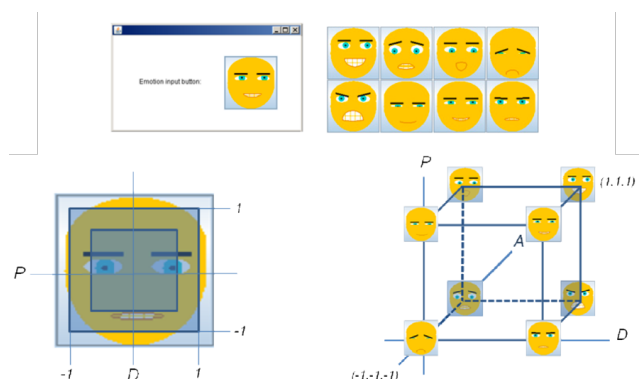 Emotion input button:
P
1
-1
-1
D
1
P
(1,1,1)
A
D
(-1,-1,-1)